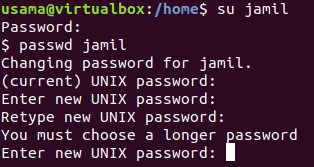 usama@virtualbox:/home$ su jamil
Password:
$ passwd jamil
Changing password for jamil.
(current) UNIX password:
Enter new UNIX password:
Retype new UNIX password:
You must choose a longer password
Enter new UNIX password: